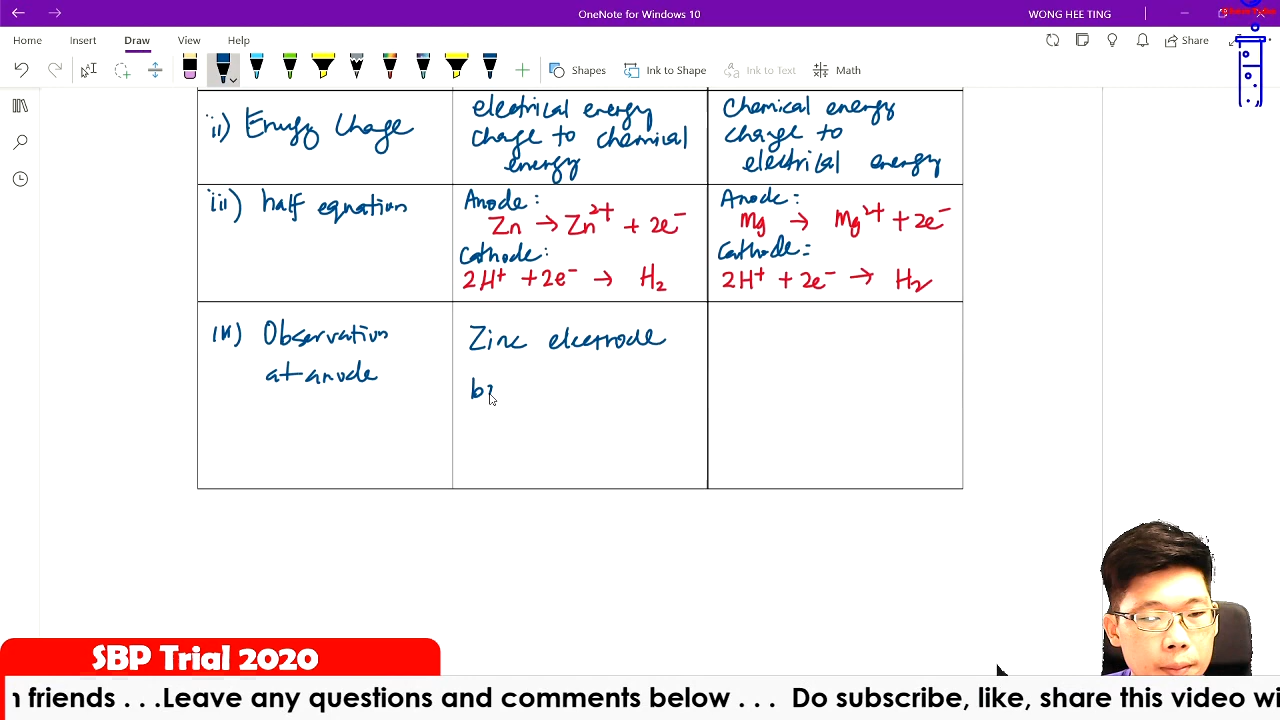 OneNote for Windows 10
WONG HEE TING
Home
Insert
Draw
View
Help
Share
Shapes
Ink to Shape
Ink to Text
Math
ii) Energy Change
electrical energy
change to chemical
energy
Chemical energy
change to
electrical energy
iii) half equation
Anode:
Zn → Zn²⁺ + 2e⁻
Cathode:
2H⁺ + 2e⁻ → H₂
Anode:
Mg → Mg²⁺ + 2e⁻
Cathode:
2H⁺ + 2e⁻ → H₂
iv) Observation
at anode
Zinc electrode
SBP Trial 2020
friends . . .Leave any questions and comments below . . . Do subscribe, like, share this video